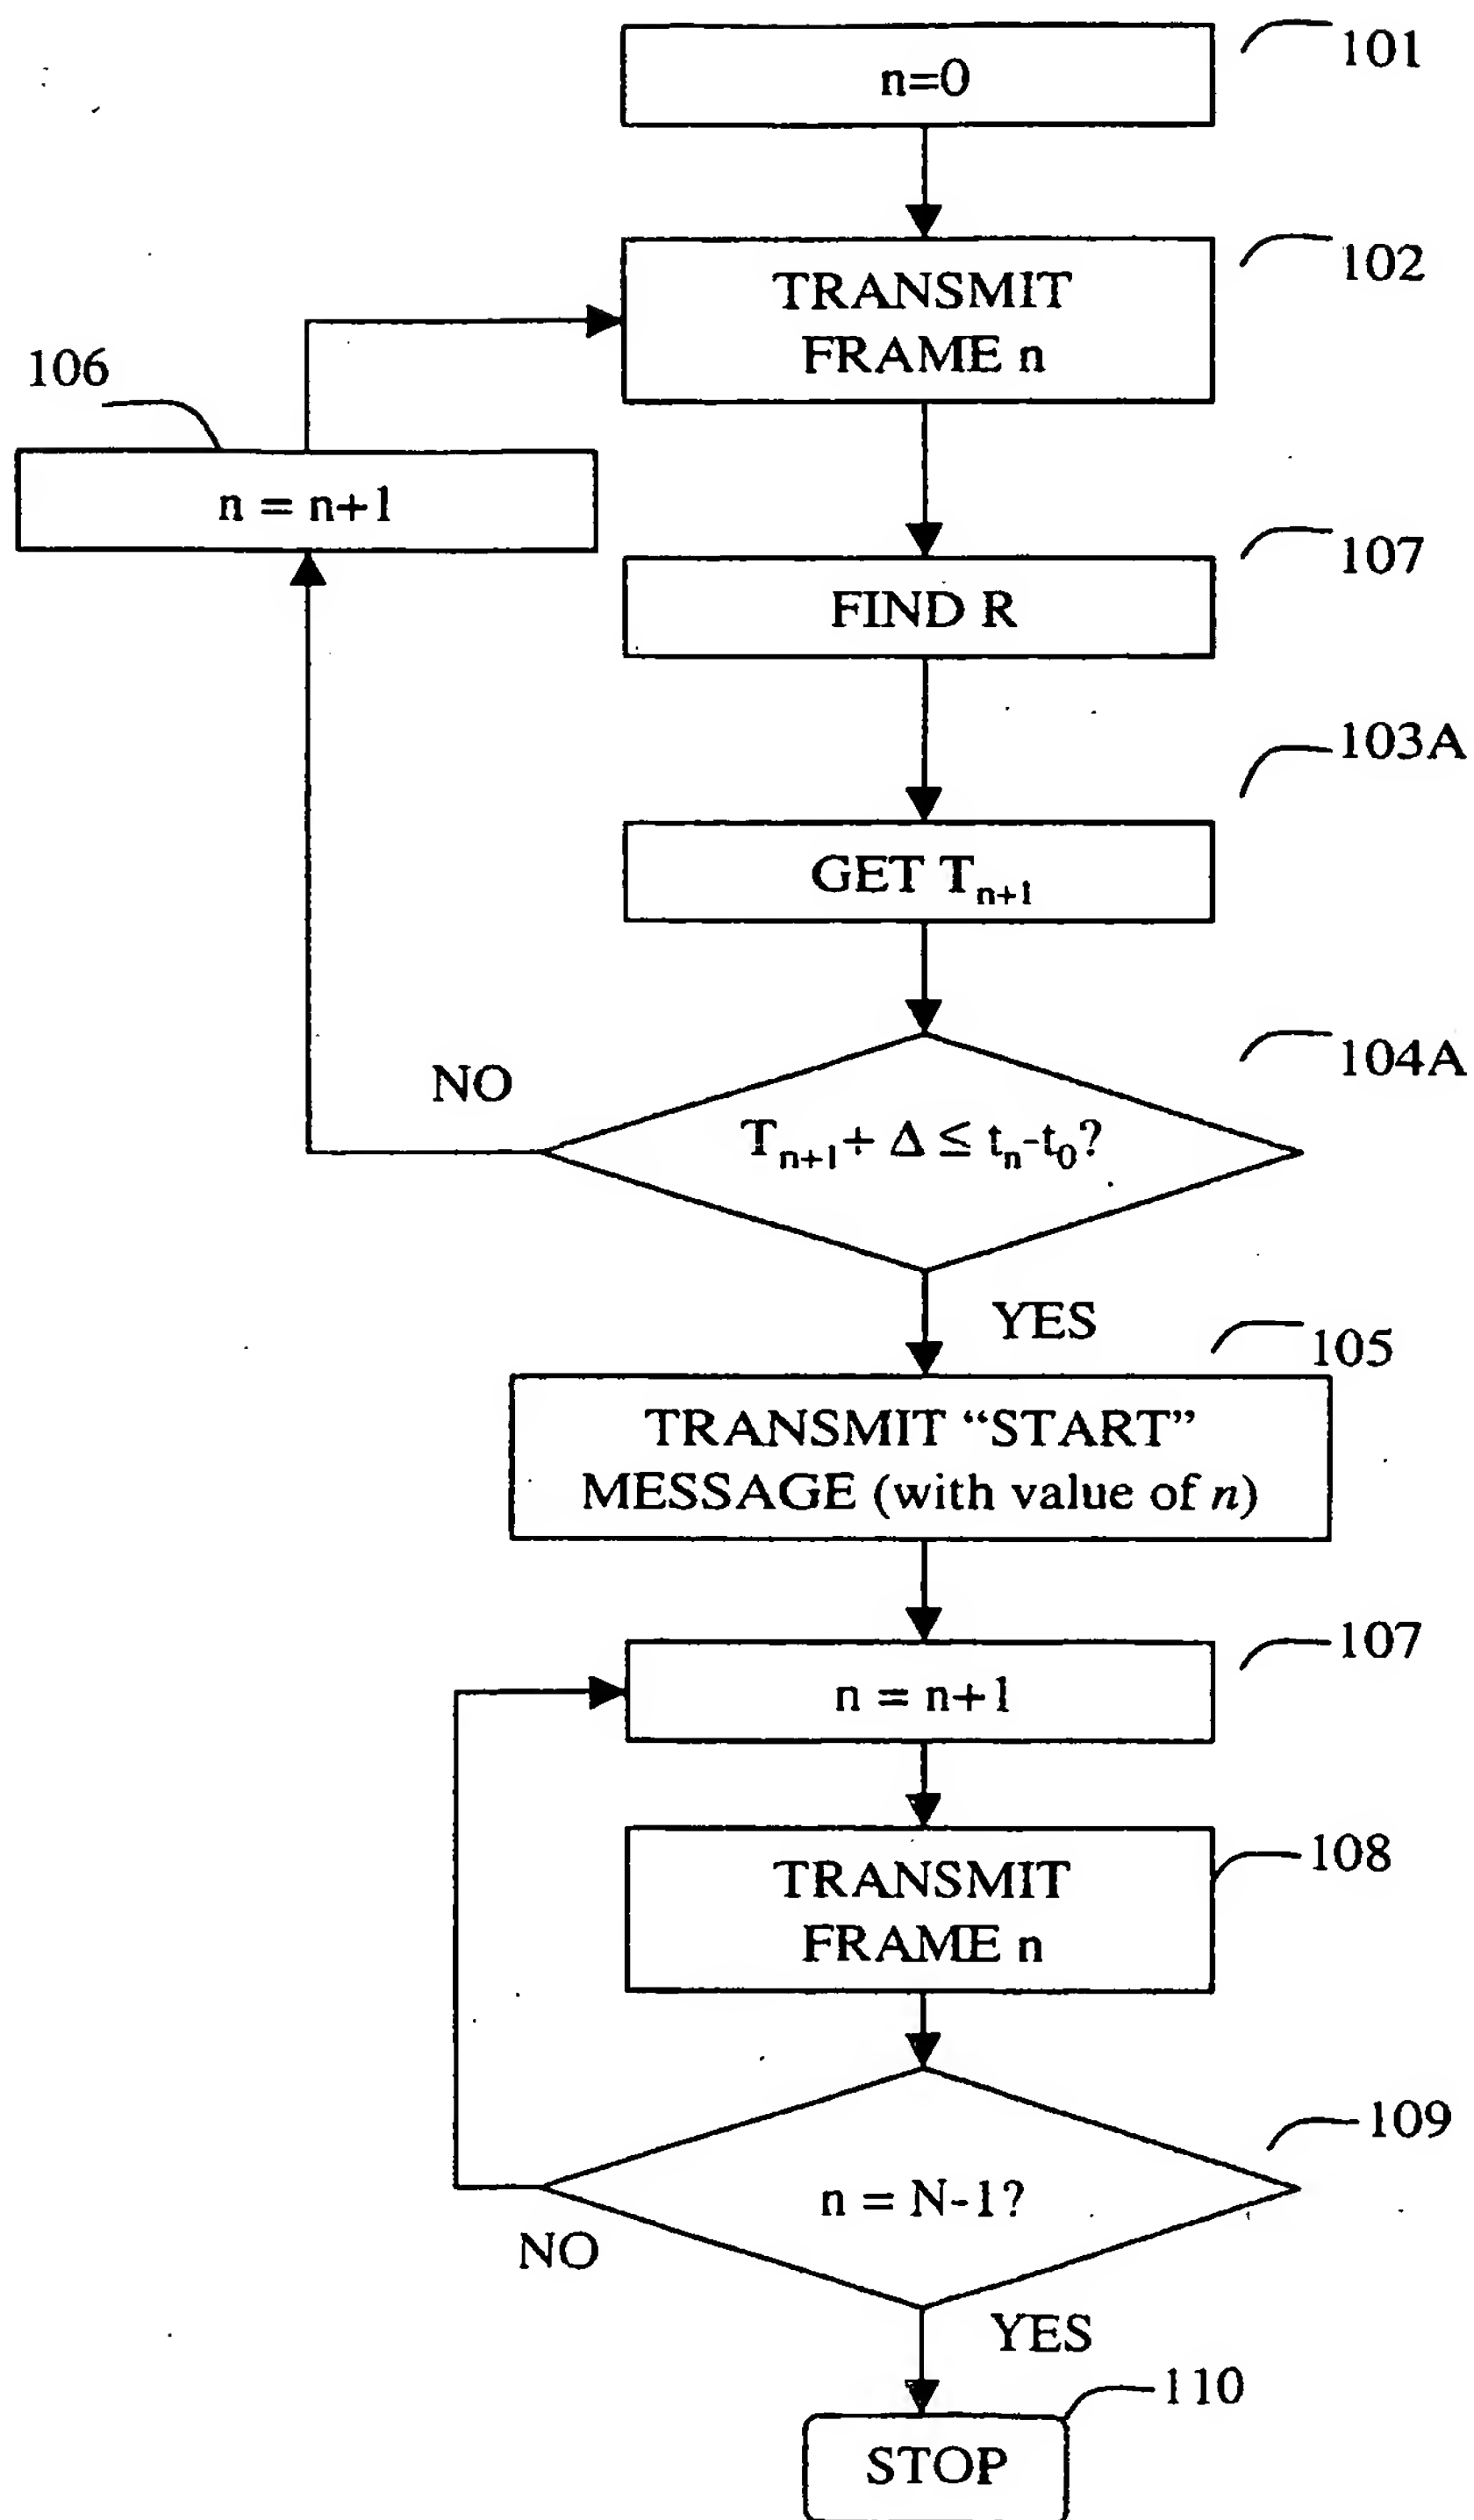 n=0
101
TRANSMIT
FRAME n
102
106
n = n+1
FIND R
107
GET Tn+1
103A
NO
Tn+1 + Δ ≤ tn-t0?
104A
YES
TRANSMIT “START”
MESSAGE (with value of n)
105
n = n+1
107
TRANSMIT
FRAME n
108
n = N-1?
109
NO
YES
STOP
110